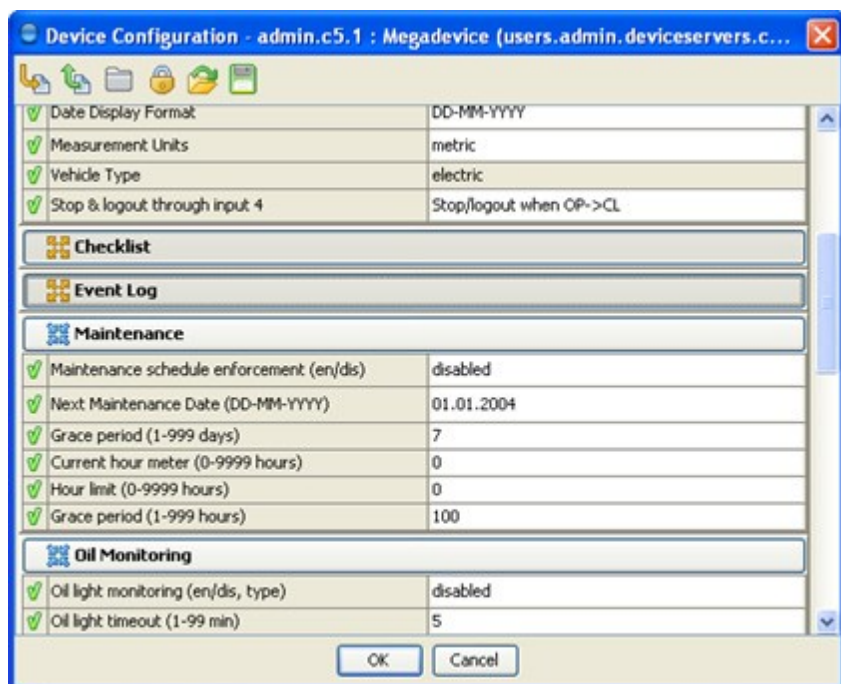 Device Configuration - admin.c5.1 : Megadevice (users.admin.deviceservers.c...
Date Display Format DD-MM-YYYY
Measurement Units metric
Vehicle Type electric
Stop & logout through input 4 Stop/logout when OP->CL
Checklist
Event Log
Maintenance
Maintenance schedule enforcement (en/dis) disabled
Next Maintenance Date (DD-MM-YYYY) 01.01.2004
Grace period (1-999 days) 7
Current hour meter (0-9999 hours) 0
Hour limit (0-9999 hours) 0
Grace period (1-999 hours) 100
Oil Monitoring
Oil light monitoring (en/dis, type) disabled
Oil light timeout (1-99 min) 5
OK Cancel